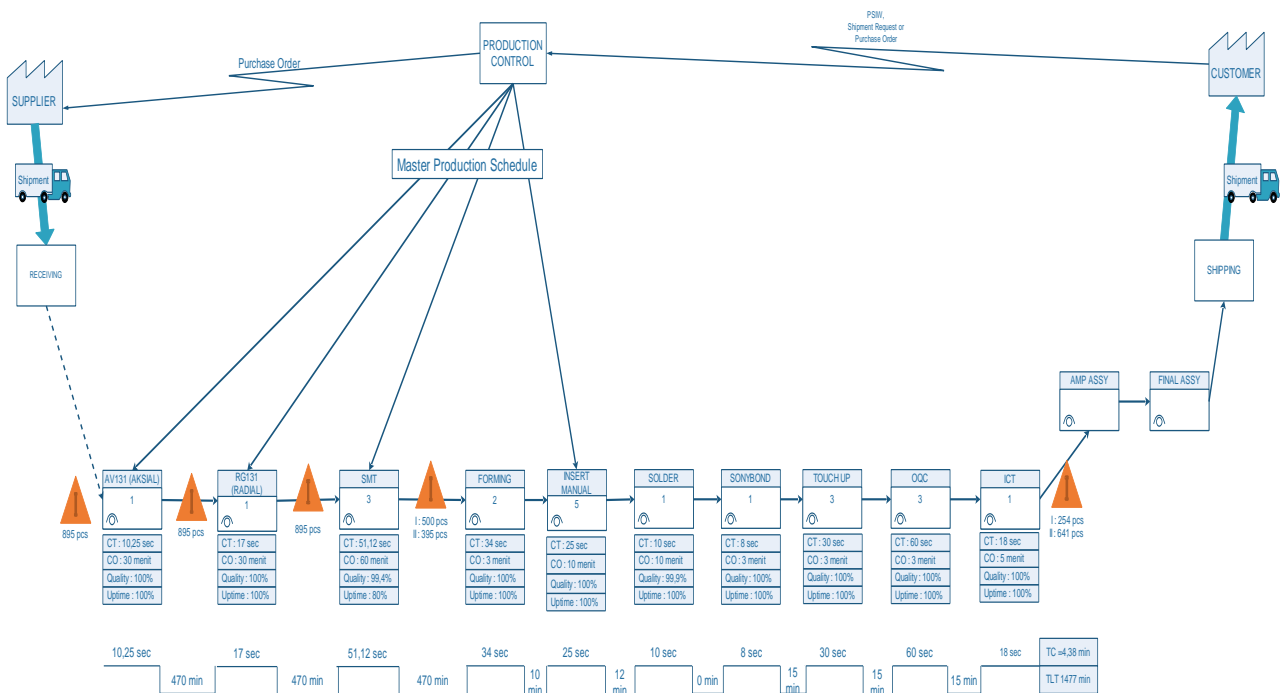 PSIW,
Shipment Request or
Purchase Order
PRODUCTION
CONTROL
Purchase Order
SUPPLIER
CUSTOMER
Master Production Schedule
Shipment
Shipment
RECEIVING
SHIPPING
AMP ASSY
FINAL ASSY
895 pcs
AV131 (AKSIAL)
1
CT : 10,25 sec
CO : 30 menit
Quality : 100%
Uptime : 100%
895 pcs
RG131
(RADIAL)
1
CT : 17 sec
CO : 30 menit
Quality : 100%
Uptime : 100%
895 pcs
SMT
3
CT : 51,12 sec
CO : 60 menit
Quality : 99,4%
Uptime : 80%
I : 500 pcs
II : 395 pcs
FORMING
2
CT : 34 sec
CO : 3 menit
Quality : 100%
Uptime : 100%
INSERT
MANUAL
5
CT : 25 sec
CO : 10 menit
Quality : 100%
Uptime : 100%
SOLDER
1
CT : 10 sec
CO : 10 menit
Quality : 99,9%
Uptime : 100%
SONYBOND
1
CT : 8 sec
CO : 3 menit
Quality : 100%
Uptime : 100%
TOUCH UP
3
CT : 30 sec
CO : 3 menit
Quality : 100%
Uptime : 100%
OQC
3
CT : 60 sec
CO : 3 menit
Quality : 100%
Uptime : 100%
ICT
1
CT : 18 sec
CO : 5 menit
Quality : 100%
Uptime : 100%
I : 254 pcs
II : 641 pcs
10,25 sec
470 min
17 sec
470 min
51,12 sec
470 min
34 sec
10
min
25 sec
12
min
10 sec
0 min
8 sec
15
min
30 sec
15
min
60 sec
15 min
18 sec
TC =4,38 min
TLT 1477 min